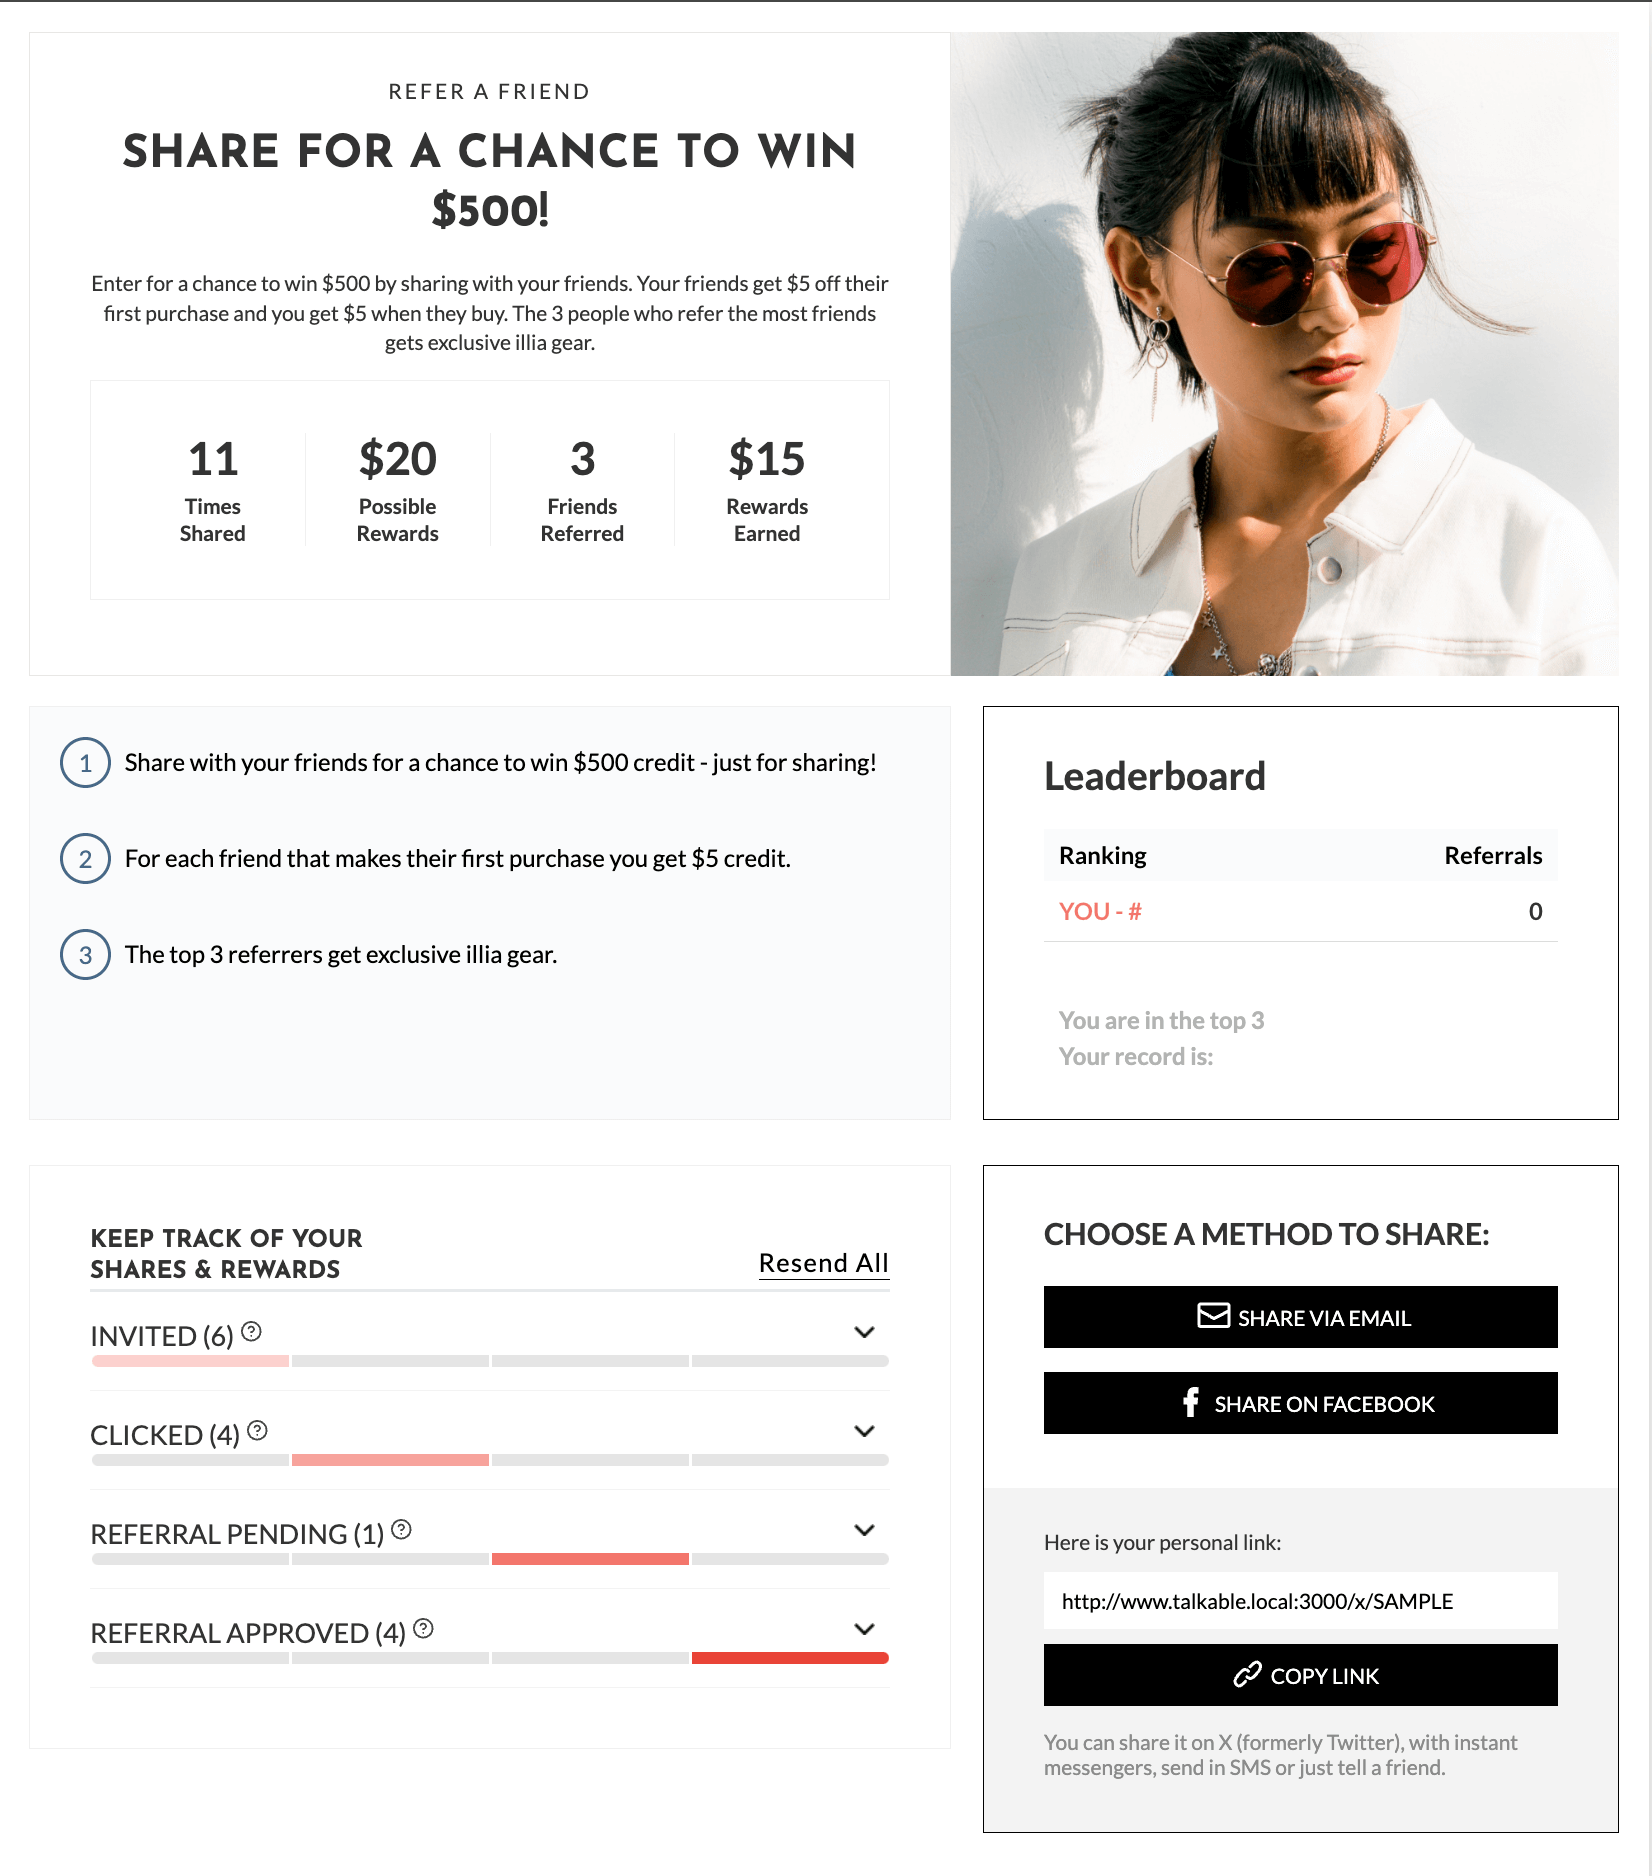 REFER A FRIEND
SHARE FOR A CHANCE TO WIN
$500!
Enter for a chance to win $500 by sharing with your friends. Your friends get $5 off their
first purchase and you get $5 when they buy. The 3 people who refer the most friends
gets exclusive illia gear.
11
Times
Shared
$20
Possible
Rewards
3
Friends
Referred
$15
Rewards
Earned
1 Share with your friends for a chance to win $500 credit - just for sharing!
2 For each friend that makes their first purchase you get $5 credit.
3 The top 3 referrers get exclusive illia gear.
Leaderboard
Ranking Referrals
YOU - # 0
You are in the top 3
Your record is:
KEEP TRACK OF YOUR
SHARES & REWARDS
Resend All
INVITED (6) ?
CLICKED (4) ?
REFERRAL PENDING (1) ?
REFERRAL APPROVED (4) ?
CHOOSE A METHOD TO SHARE:
SHARE VIA EMAIL
SHARE ON FACEBOOK
Here is your personal link:
http://www.talkable.local:3000/x/SAMPLE
COPY LINK
You can share it on X (formerly Twitter), with instant
messengers, send in SMS or just tell a friend.